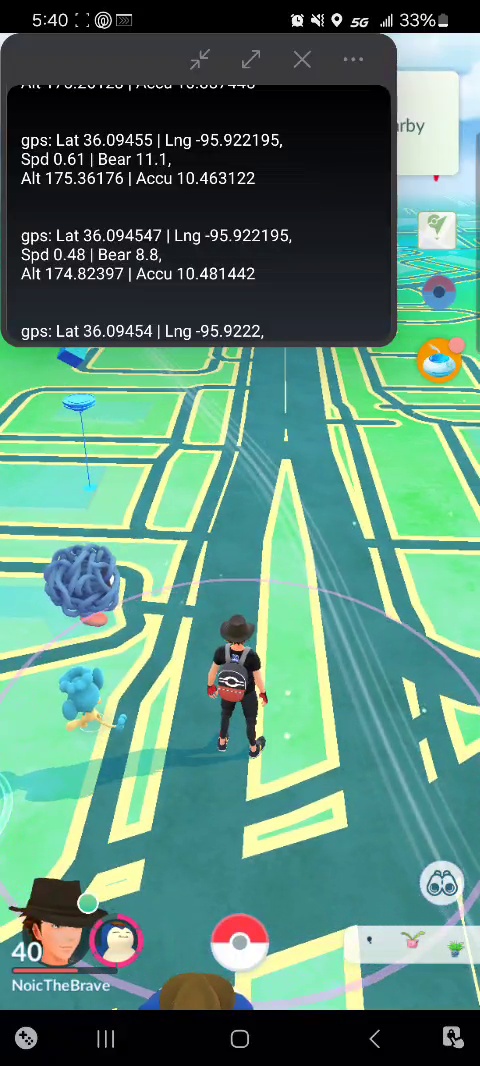 5:40
5G
33%
gps: Lat 36.09455 | Lng -95.922195,
Spd 0.61 | Bear 11.1,
Alt 175.36176 | Accu 10.463122
gps: Lat 36.094547 | Lng -95.922195,
Spd 0.48 | Bear 8.8,
Alt 174.82397 | Accu 10.481442
gps: Lat 36.09454 | Lng -95.9222,
rby
40
NoicTheBrave